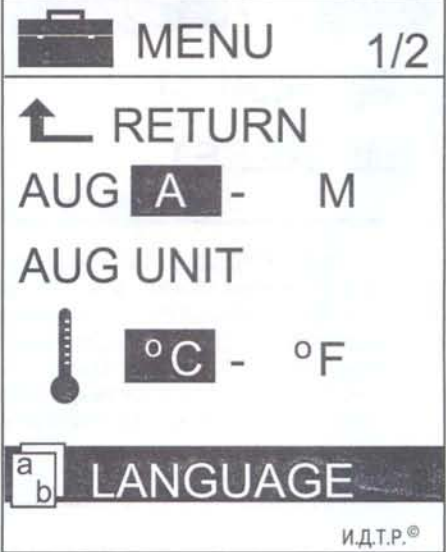 MENU 1/2
RETURN
AUG A - M
AUG UNIT
°C - °F
a b LANGUAGE
И.Д.Т.Р.©